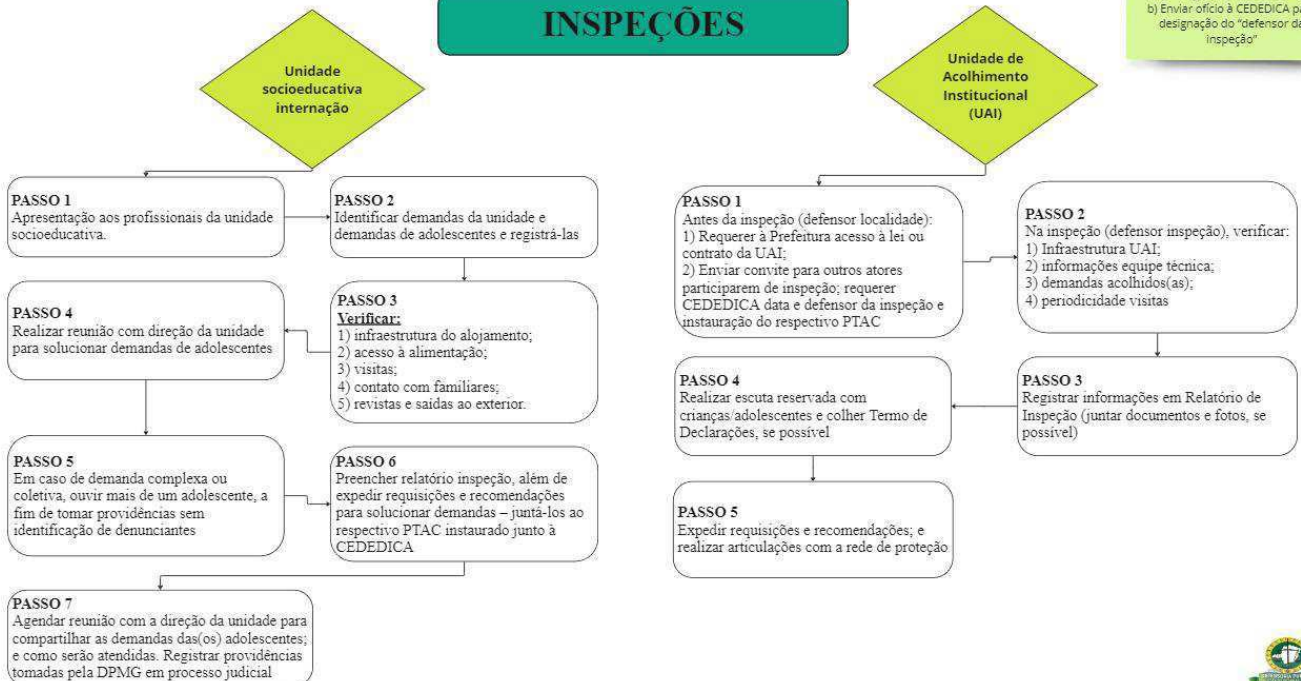 INSPEÇÕES
b) Enviar ofício à CEDEDICA
designação do "defensor
inspeção"
Unidade
socioeducativa
internação
PASSO 1
Apresentação aos profissionais da unidade
socioeducativa.
PASSO 2
Identificar demandas da unidade e
demandas de adolescentes e registrá-las
PASSO 3
Verificar:
1) infraestrutura do alojamento;
2) acesso à alimentação;
3) visitas;
4) contato com familiares;
5) revistas e saídas ao exterior.
PASSO 4
Realizar reunião com direção da unidade
para solucionar demandas de adolescentes
PASSO 5
Em caso de demanda complexa ou
coletiva, ouvir mais de um adolescente, a
fim de tomar providências sem
identificação de denunciantes
PASSO 6
Preencher relatório inspeção, além de
expedir requisições e recomendações
para solucionar demandas – juntá-los ao
respectivo PTAC instaurado junto à
CEDEDICA
PASSO 7
Agendar reunião com a direção da unidade para
compartilhar as demandas das(os) adolescentes;
e como serão atendidas. Registrar providências
tomadas pela DPMG em processo judicial
Unidade de
Acolhimento
Institucional
(UAI)
PASSO 1
Antes da inspeção (defensor localidade):
1) Requerer à Prefeitura acesso à lei ou
contrato da UAI;
2) Enviar convite para outros atores
participarem de inspeção; requerer
CEDEDICA data e defensor da inspeção e
instauração do respectivo PTAC
PASSO 2
Na inspeção (defensor inspeção), verificar:
1) Infraestrutura UAI;
2) informações equipe técnica;
3) demandas acolhidos(as);
4) periodicidade visitas
PASSO 3
Registrar informações em Relatório de
Inspeção (juntar documentos e fotos, se
possível)
PASSO 4
Realizar escuta reservada com
crianças/adolescentes e colher Termo de
Declarações, se possível
PASSO 5
Expedir requisições e recomendações; e
realizar articulações com a rede de proteção